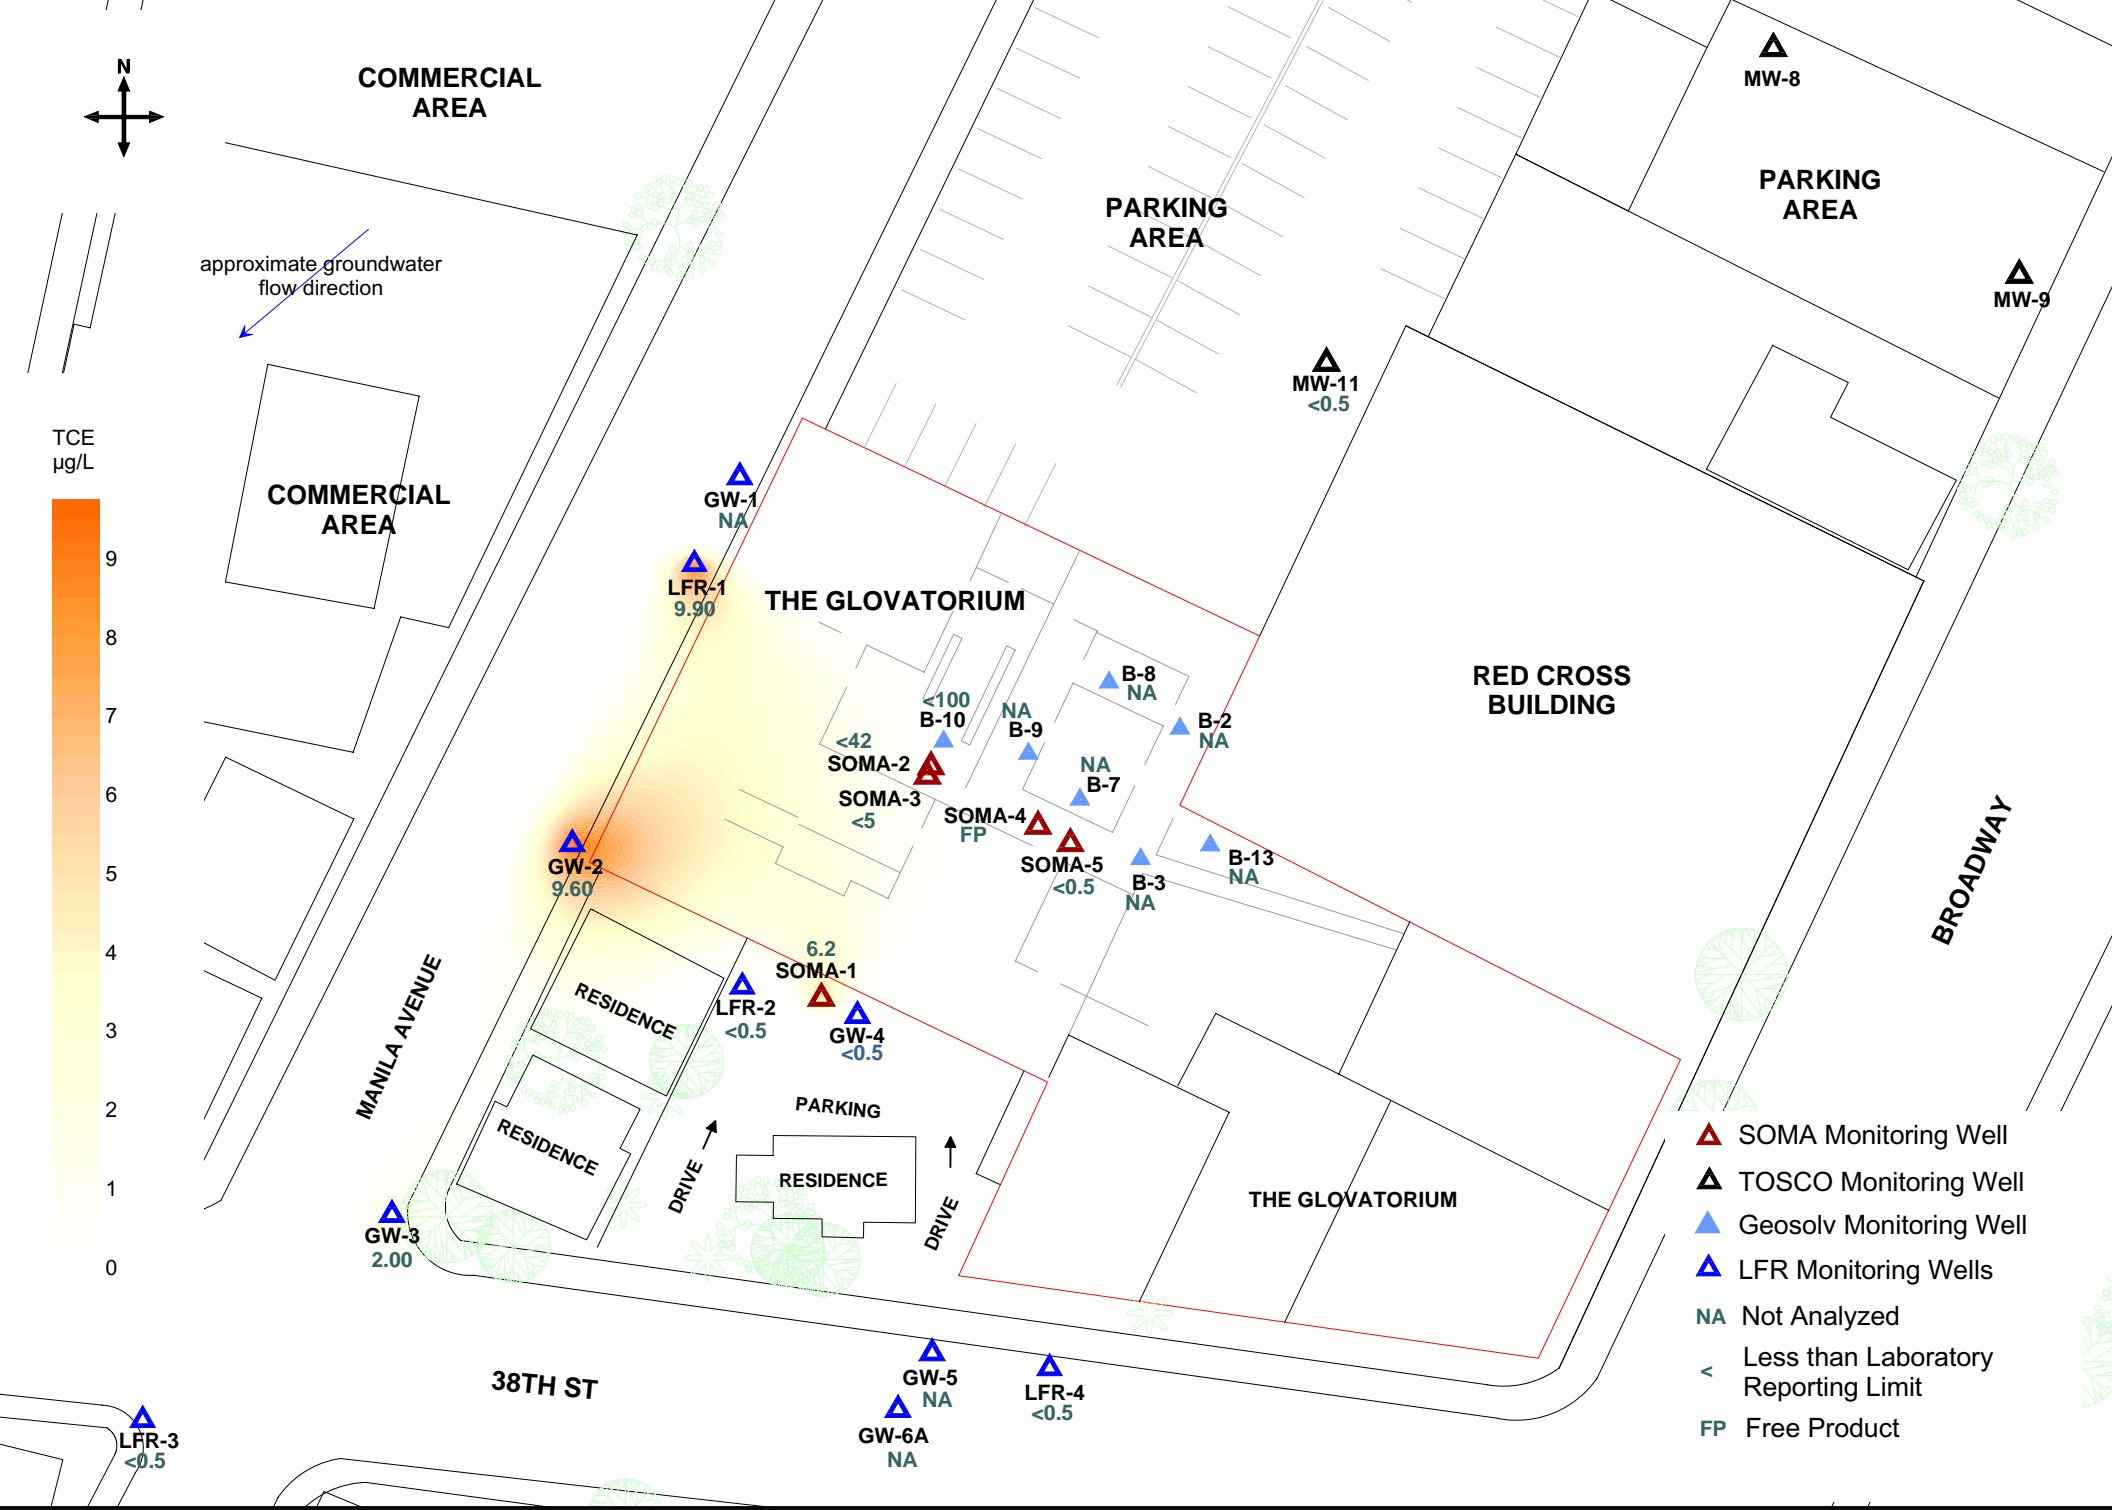 N
COMMERCIAL
AREA
MW-8
PARKING
AREA
PARKING
AREA
approximate groundwater
flow direction
MW-9
MW-11
<0.5
TCE
µg/L
9
8
7
6
5
4
3
2
1
0
COMMERCIAL
AREA
GW-1
NA
LFR-1
9.90
THE GLOVATORIUM
RED CROSS
BUILDING
B-8
NA
<100
B-10
NA
B-9
B-2
NA
<42
SOMA-2
NA
B-7
SOMA-3
<5
SOMA-4
FP
SOMA-5
<0.5
B-13
NA
B-3
NA
GW-2
9.60
BROADWAY
6.2
SOMA-1
RESIDENCE
LFR-2
<0.5
GW-4
<0.5
MANILA AVENUE
PARKING
RESIDENCE
DRIVE
RESIDENCE
DRIVE
THE GLOVATORIUM
GW-3
2.00
SOMA Monitoring Well
TOSCO Monitoring Well
Geosolv Monitoring Well
LFR Monitoring Wells
NA Not Analyzed
< Less than Laboratory
Reporting Limit
FP Free Product
38TH ST
GW-5
NA
LFR-4
<0.5
GW-6A
NA
LFR-3
<0.5